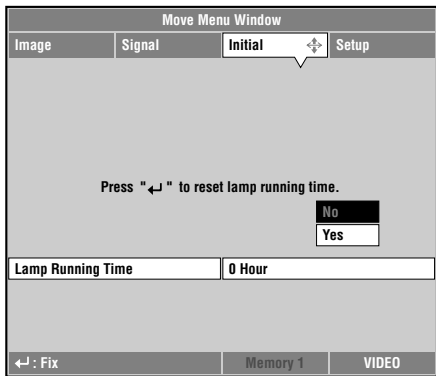 Move Menu Window
Image Signal Initial Setup
Press "↵" to reset lamp running time.
No
Yes
Lamp Running Time 0 Hour
↵ : Fix Memory 1 VIDEO